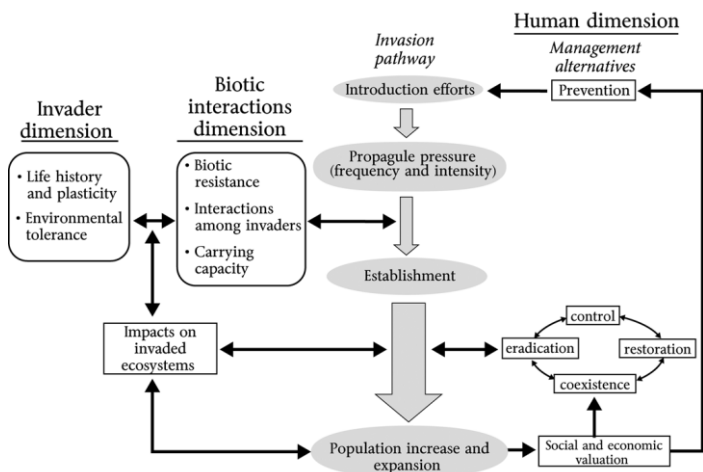 Human dimension
Invasion
pathway
Management
alternatives
Introduction efforts
Prevention
Invader
dimension
Biotic
interactions
dimension
• Life history
and plasticity
• Environmental
tolerance
• Biotic
resistance
• Interactions
among invaders
• Carrying
capacity
Propagule pressure
(frequency and intensity)
Establishment
Impacts on
invaded
ecosystems
control
eradication
restoration
coexistence
Population increase and
expansion
Social and economic
valuation